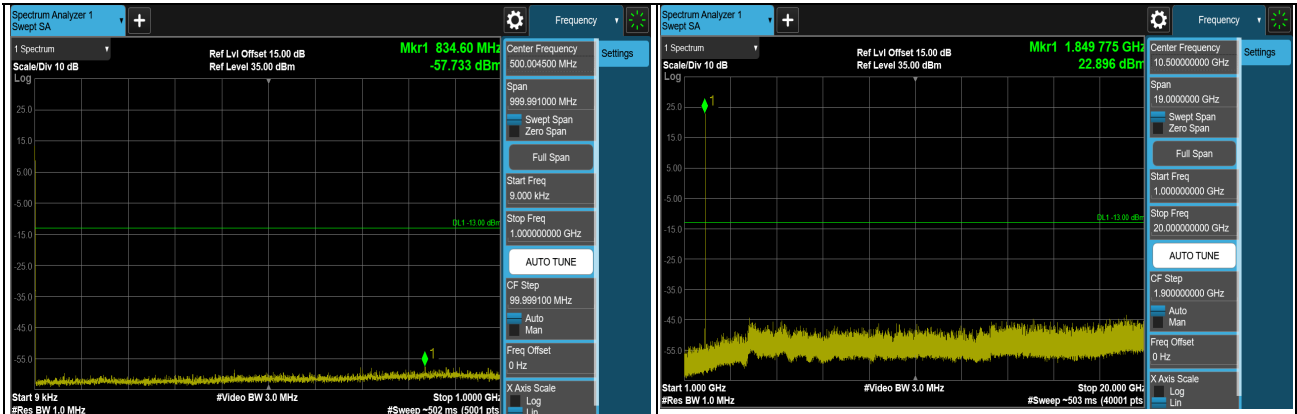 Spectrum Analyzer 1
Swept SA
+
Frequency
1 Spectrum
Scale/Div 10 dB
Ref Lvl Offset 15.00 dB
Ref Level 35.00 dBm
Mkr1 834.60 MHz
-57.733 dBm
Log
25.0
15.0
5.00
-5.00
-15.0
-25.0
-35.0
-45.0
-55.0
DL1 -13.00 dBm
1
Start 9 kHz
#Res BW 1.0 MHz
#Video BW 3.0 MHz
Stop 1.0000 GHz
#Sweep ~502 ms (5001 pts
Center Frequency
500.004500 MHz
Span
999.991000 MHz
Swept Span
Zero Span
Full Span
Start Freq
9.000 kHz
Stop Freq
1.000000000 GHz
AUTO TUNE
CF Step
99.999100 MHz
Auto
Man
Freq Offset
0 Hz
X Axis Scale
Log
Lin
Settings
Spectrum Analyzer 1
Swept SA
+
Frequency
1 Spectrum
Scale/Div 10 dB
Ref Lvl Offset 15.00 dB
Ref Level 35.00 dBm
Mkr1 1.849 775 GHz
22.896 dBm
Log
25.0
15.0
5.00
-5.00
-15.0
-25.0
-35.0
-45.0
-55.0
DL1 -13.00 dBm
1
Start 1.000 GHz
#Res BW 1.0 MHz
#Video BW 3.0 MHz
Stop 20.000 GHz
#Sweep ~503 ms (40001 pts
Center Frequency
10.500000000 GHz
Span
19.0000000 GHz
Swept Span
Zero Span
Full Span
Start Freq
1.000000000 GHz
Stop Freq
20.000000000 GHz
AUTO TUNE
CF Step
1.900000000 GHz
Auto
Man
Freq Offset
0 Hz
X Axis Scale
Log
Lin
Settings